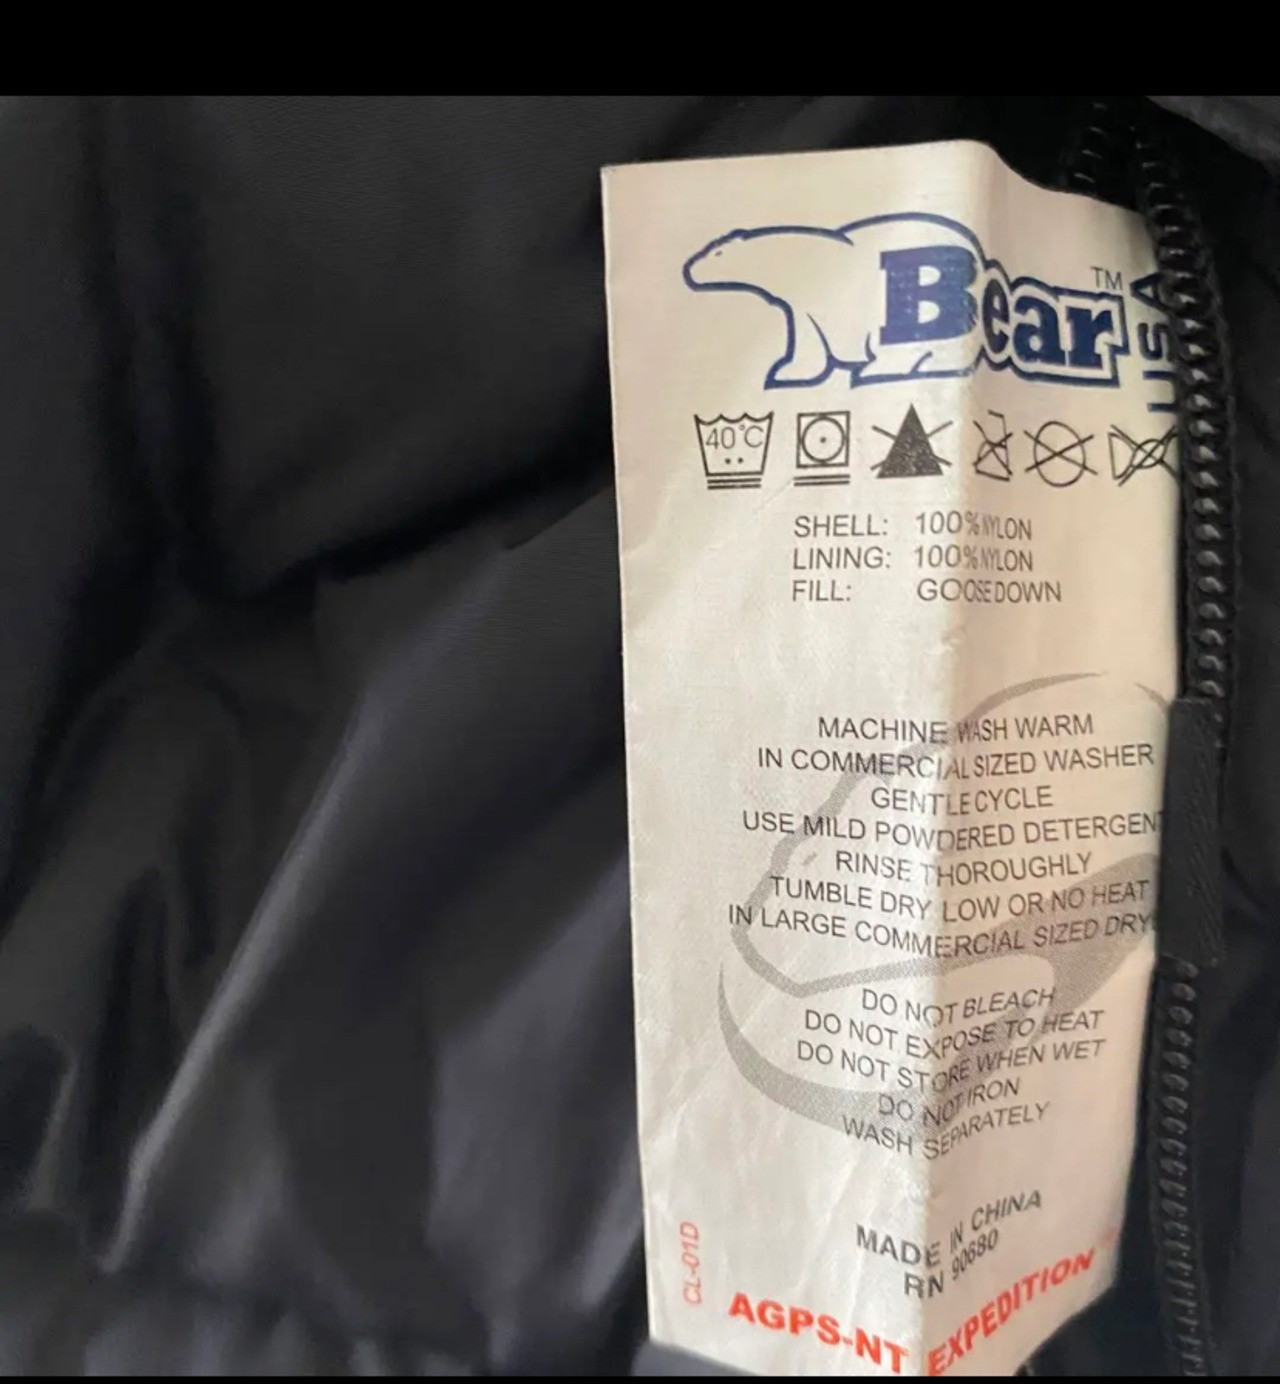 Bear™ USA
40°C
SHELL: 100% NYLON
LINING: 100% NYLON
FILL: GOOSE DOWN
MACHINE WASH WARM
IN COMMERCIAL SIZED WASHER
GENTLE CYCLE
USE MILD POWDERED DETERGEN
RINSE THOROUGHLY
TUMBLE DRY LOW OR NO HEAT
IN LARGE COMMERCIAL SIZED DRY
DO NOT BLEACH
DO NOT EXPOSE TO HEAT
DO NOT STORE WHEN WET
DO NOT IRON
WASH SEPARATELY
MADE IN CHINA
RN 90680
CL-01D
AGPS-NT EXPEDITION